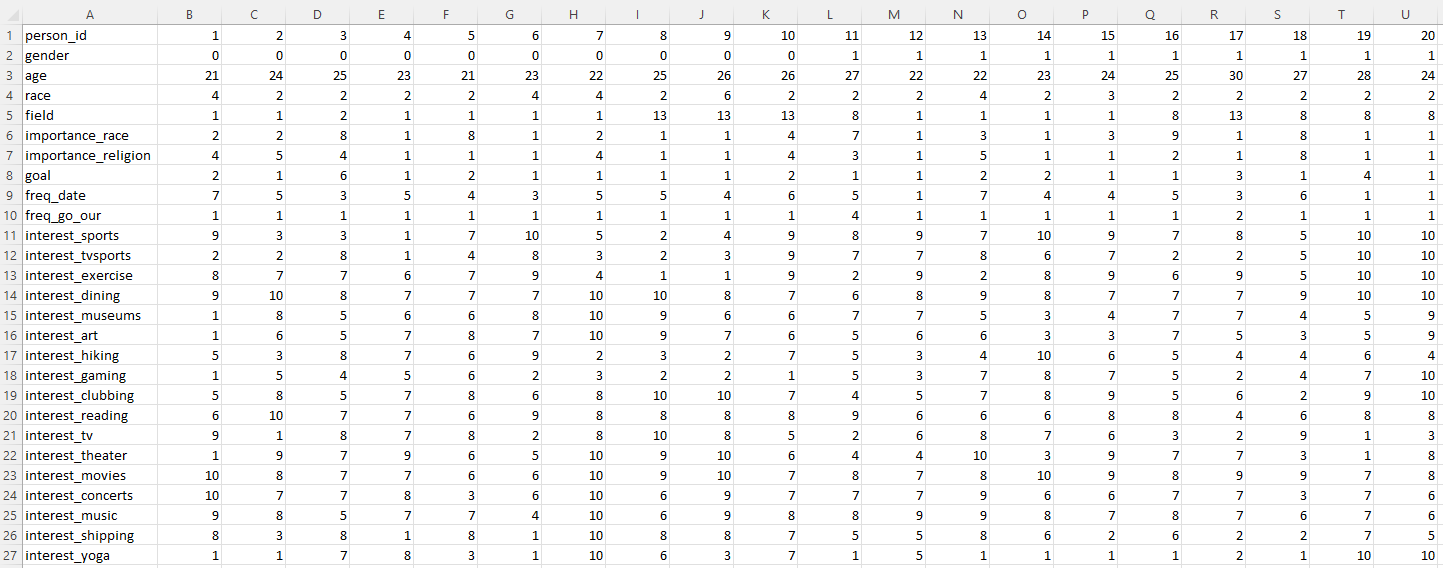 A B C D E F G H I J K L M N O P Q R S T U
1 person_id 1 2 3 4 5 6 7 8 9 10 11 12 13 14 15 16 17 18 19 20
2 gender 0 0 0 0 0 0 0 0 0 0 1 1 1 1 1 1 1 1 1 1
3 age 21 24 25 23 21 23 22 25 26 26 27 22 22 23 24 25 30 27 28 24
4 race 4 2 2 2 2 4 4 2 6 2 2 2 4 2 3 2 2 2 2 2
5 field 1 1 2 1 1 1 1 13 13 13 8 1 1 1 1 8 13 8 8 8
6 importance_race 2 2 8 1 8 1 2 1 1 4 7 1 3 1 3 9 1 8 1 1
7 importance_religion 4 5 4 1 1 1 4 1 1 4 3 1 5 1 1 2 1 8 1 1
8 goal 2 1 6 1 2 1 1 1 1 2 1 1 2 2 1 1 3 1 4 1
9 freq_date 7 5 3 5 4 3 5 5 4 6 5 1 7 4 4 5 3 6 1 1
10 freq_go_our 1 1 1 1 1 1 1 1 1 1 4 1 1 1 1 1 2 1 1 1
11 interest_sports 9 3 3 1 7 10 5 2 4 9 8 9 7 10 9 7 8 5 10 10
12 interest_tvsports 2 2 8 1 4 8 3 2 3 9 7 7 8 6 7 2 2 5 10 10
13 interest_exercise 8 7 7 6 7 9 4 1 1 9 2 9 2 8 9 6 9 5 10 10
14 interest_dining 9 10 8 7 7 7 10 10 8 7 6 8 9 8 7 7 7 9 10 10
15 interest_museums 1 8 5 6 6 8 10 9 6 6 7 7 5 3 4 7 7 4 5 9
16 interest_art 1 6 5 7 8 7 10 9 7 6 5 6 6 3 3 7 5 3 5 9
17 interest_hiking 5 3 8 7 6 9 2 3 2 7 5 3 4 10 6 5 4 4 6 4
18 interest_gaming 1 5 4 5 6 2 3 2 2 1 5 3 7 8 7 5 2 4 7 10
19 interest_clubbing 5 8 5 7 8 6 8 10 10 7 4 5 7 8 9 5 6 2 9 10
20 interest_reading 6 10 7 7 6 9 8 8 8 8 9 6 6 6 8 8 4 6 8 8
21 interest_tv 9 1 8 7 8 2 8 10 8 5 2 6 8 7 6 3 2 9 1 3
22 interest_theater 1 9 7 9 6 5 10 9 10 6 4 4 10 3 9 7 7 3 1 8
23 interest_movies 10 8 7 7 6 6 10 9 10 7 8 7 8 10 9 8 9 9 7 8
24 interest_concerts 10 7 7 8 3 6 10 6 9 7 7 7 9 6 6 7 7 3 7 6
25 interest_music 9 8 5 7 7 4 10 6 9 8 8 9 9 8 7 8 7 6 7 6
26 interest_shipping 8 3 8 1 8 1 10 8 8 7 5 5 8 6 2 6 2 2 7 5
27 interest_yoga 1 1 7 8 3 1 10 6 3 7 1 5 1 1 1 1 2 1 10 10